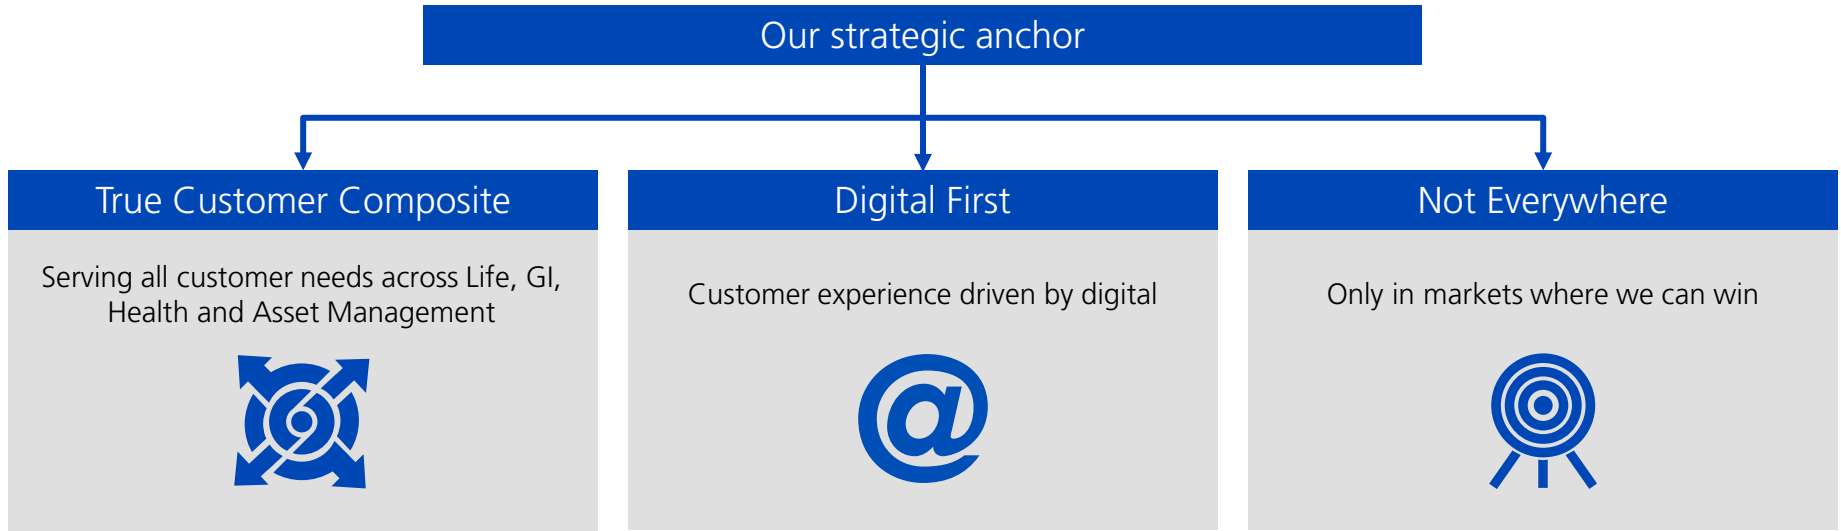 Our strategic anchor
True Customer Composite
Serving all customer needs across Life, GI,
Health and Asset Management
Digital First
Customer experience driven by digital
@
Not Everywhere
Only in markets where we can win